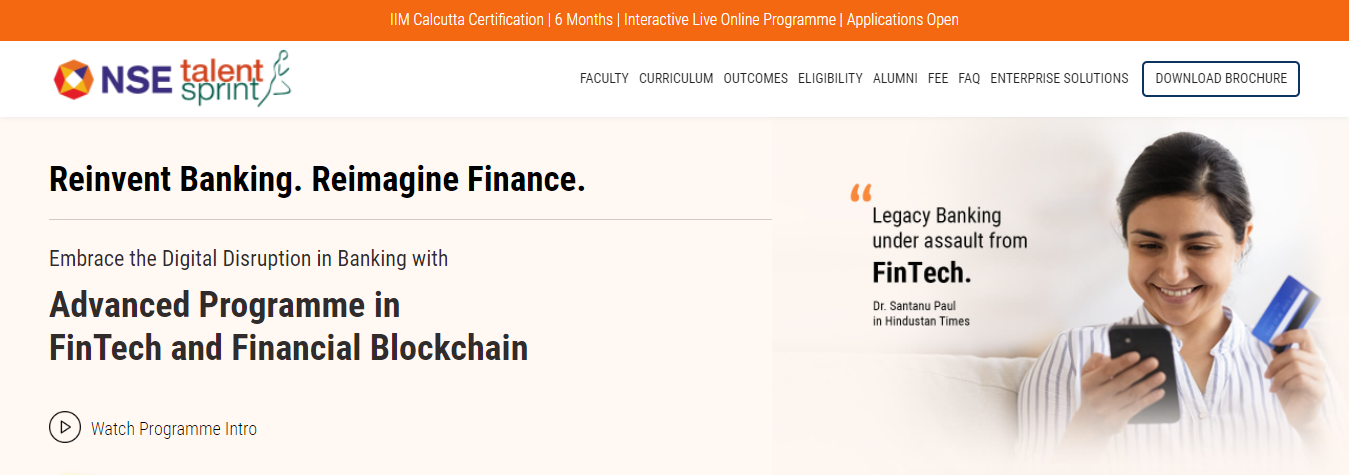 IIM Calcutta Certification | 6 Months | Interactive Live Online Programme | Applications Open
NSE talent sprint
FACULTY CURRICULUM OUTCOMES ELIGIBILITY ALUMNI FEE FAQ ENTERPRISE SOLUTIONS DOWNLOAD BROCHURE
Reinvent Banking. Reimagine Finance.
Embrace the Digital Disruption in Banking with
Advanced Programme in
FinTech and Financial Blockchain
Watch Programme Intro
“
Legacy Banking
under assault from
FinTech.
Dr. Santanu Paul
in Hindustan Times